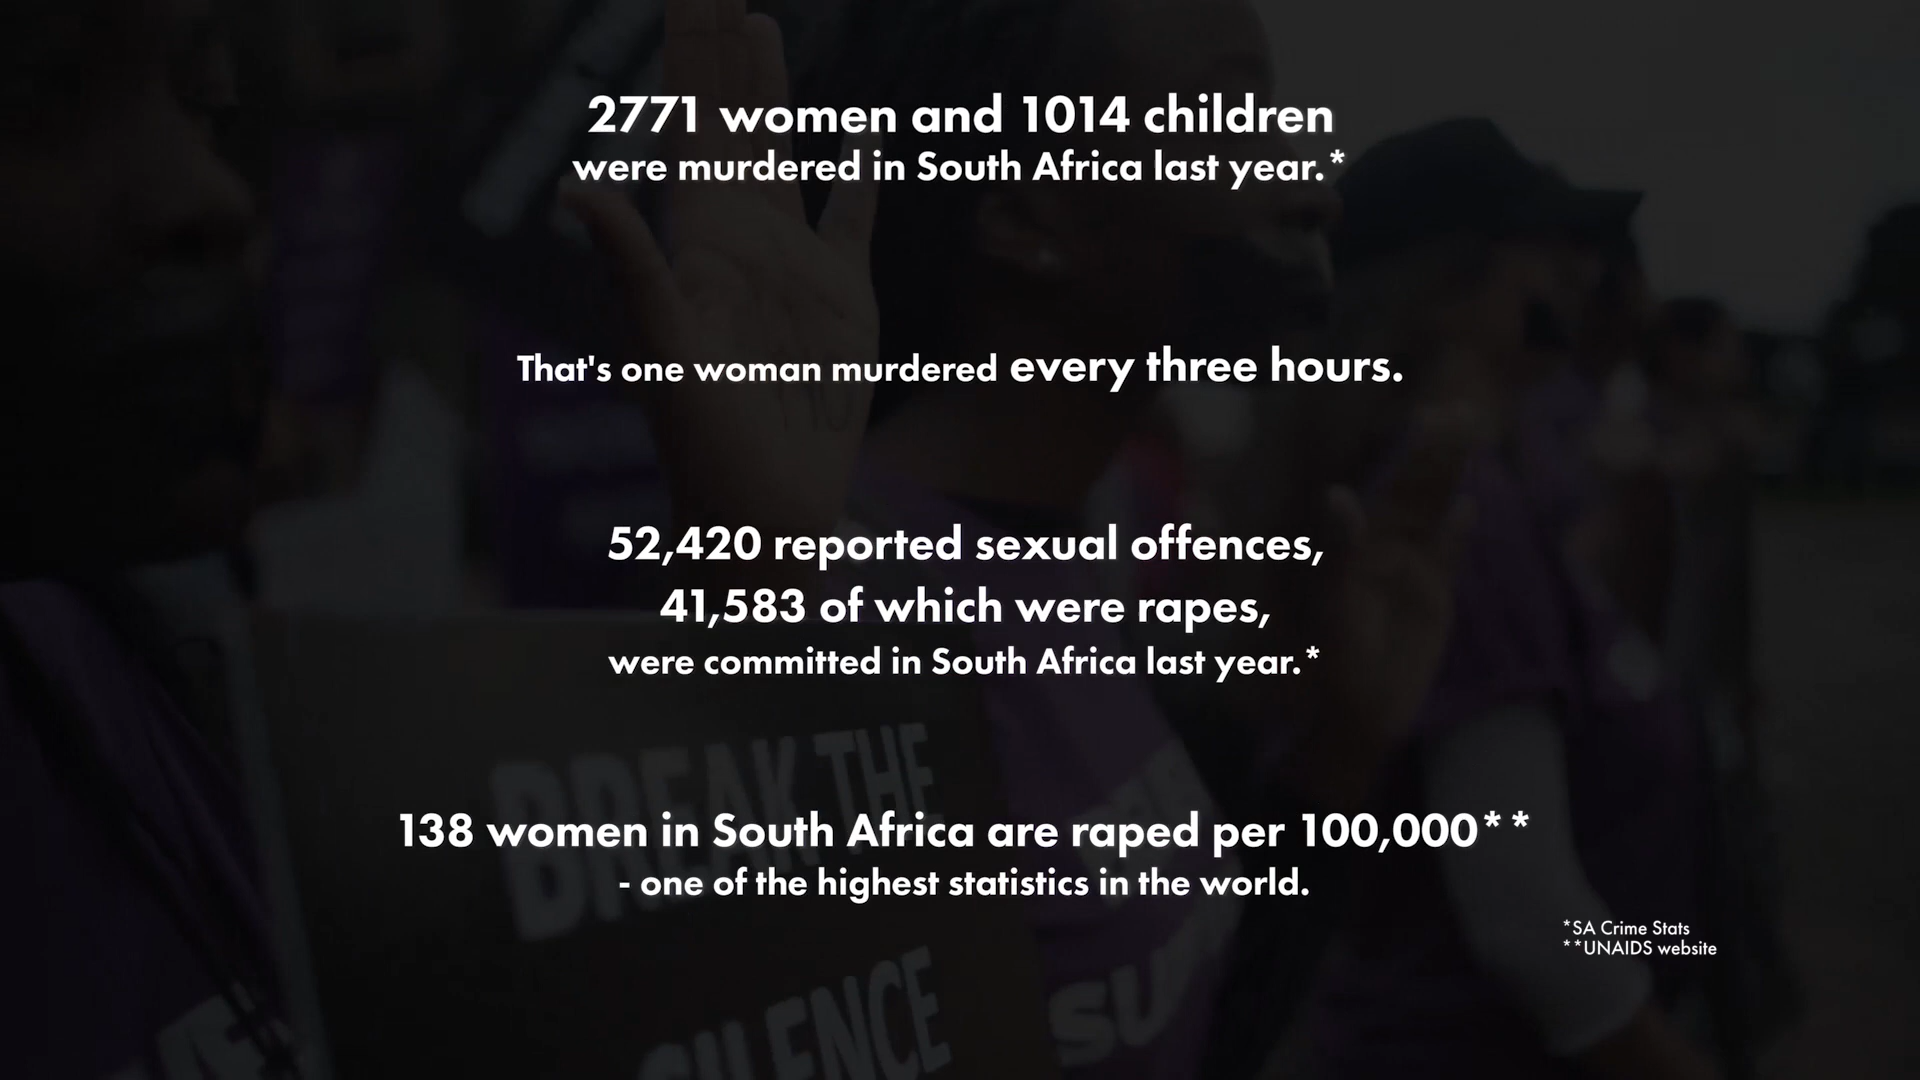 2771 women and 1014 children
were murdered in South Africa last year.*
That's one woman murdered every three hours.
52,420 reported sexual offences,
41,583 of which were rapes,
were committed in South Africa last year.*
138 women in South Africa are raped per 100,000**
- one of the highest statistics in the world.
*SA Crime Stats
**UNAIDS website
BREAK THE
SILENCE